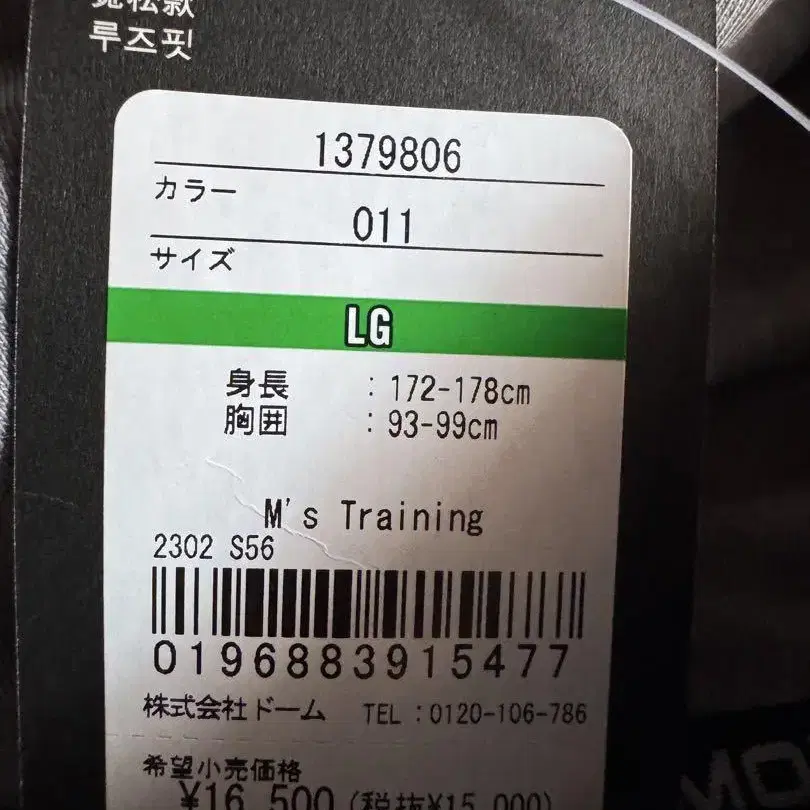 寬松款
루즈핏
1379806
カラー
011
サイズ
LG
身長 : 172-178cm
胸囲 : 93-99cm
M's Training
2302 S56
0196883915477
株式会社ドーム TEL:0120-106-786
希望小売価格
¥16,500(税抜¥15,000)